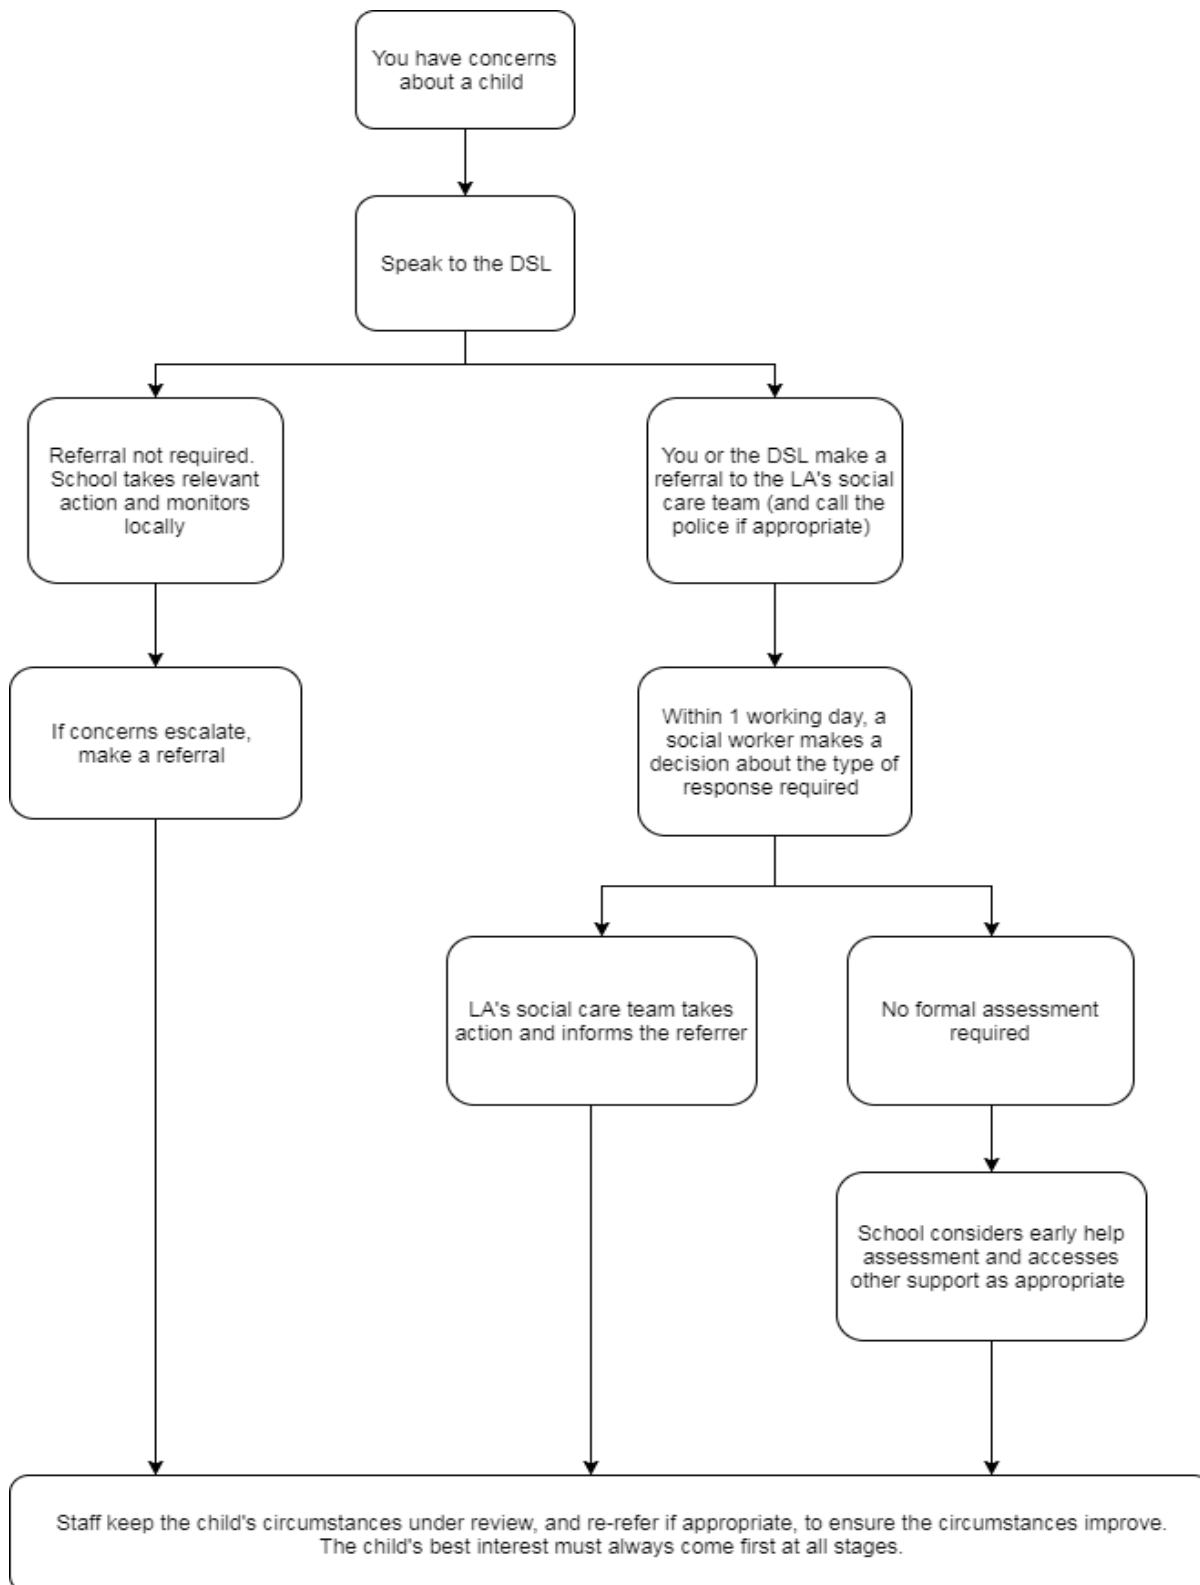 You have concerns
about a child
Speak to the DSL
Referral not required.
School takes relevant
action and monitors
locally
You or the DSL make a
referral to the LA's social
care team (and call the
police if appropriate)
If concerns escalate,
make a referral
Within 1 working day, a
social worker makes a
decision about the type of
response required
LA's social care team takes
action and informs the referrer
No formal assessment
required
School considers early help
assessment and accesses
other support as appropriate
Staff keep the child's circumstances under review, and re-refer if appropriate, to ensure the circumstances improve.
The child's best interest must always come first at all stages.